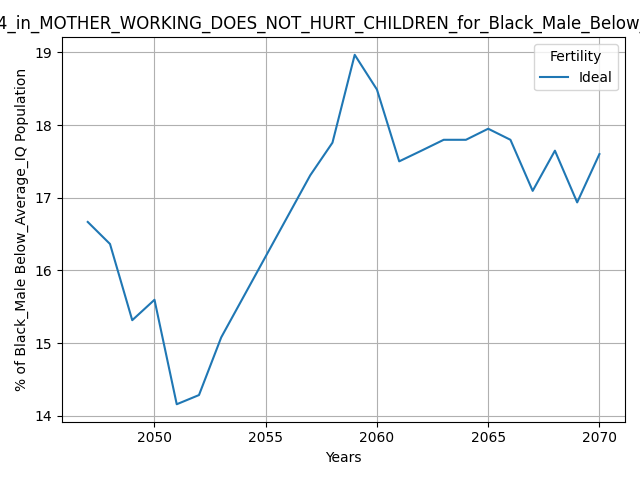 4_in_MOTHER_WORKING_DOES_NOT_HURT_CHILDREN_for_Black_Male_Below_
Fertility
Ideal
% of Black_Male Below_Average_IQ Population
19
18
17
16
15
14
2050
2055
2060
2065
2070
Years